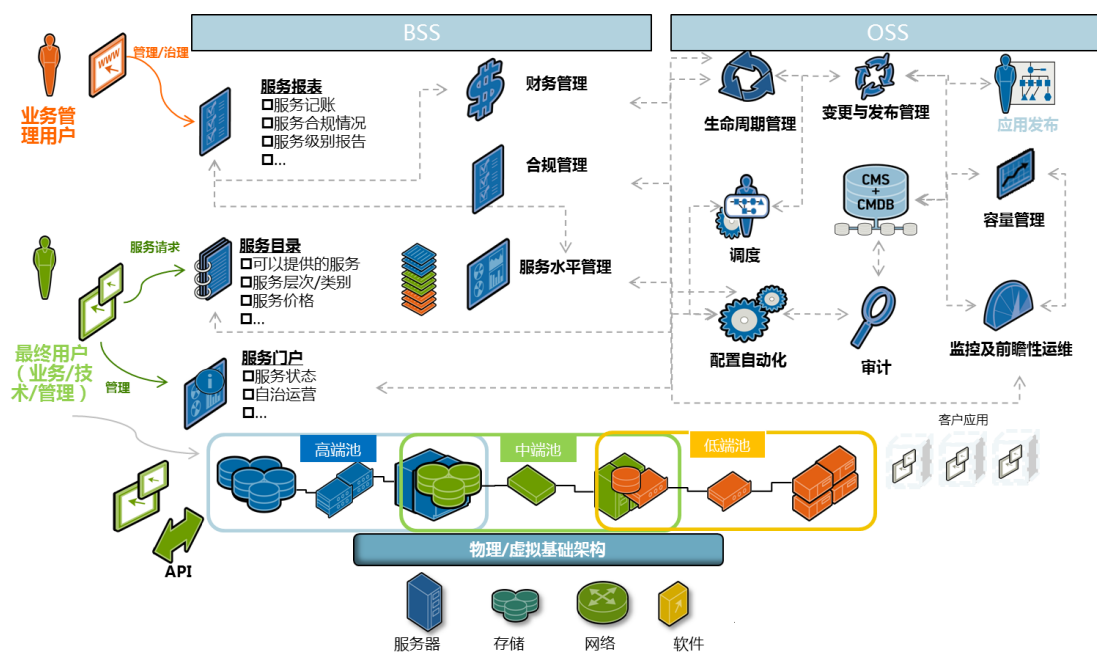 BSS
OSS
WWW
管理/治理
业务管
理用户
服务报表
服务记账
服务合规情况
服务级别报告
...
财务管理
合规管理
服务水平管理
生命周期管理
变更与发布管理
应用发布
CMS
+
CMDB
容量管理
调度
配置自动化
审计
监控及前瞻性运维
服务请求
服务目录
可以提供的服务
服务层次/类别
服务价格
...
最终用户
（业务/技
术/管理）
管理
服务门户
服务状态
自治运营
...
客户应用
高端池
中端池
低端池
API
物理/虚拟基础架构
服务器
存储
网络
软件